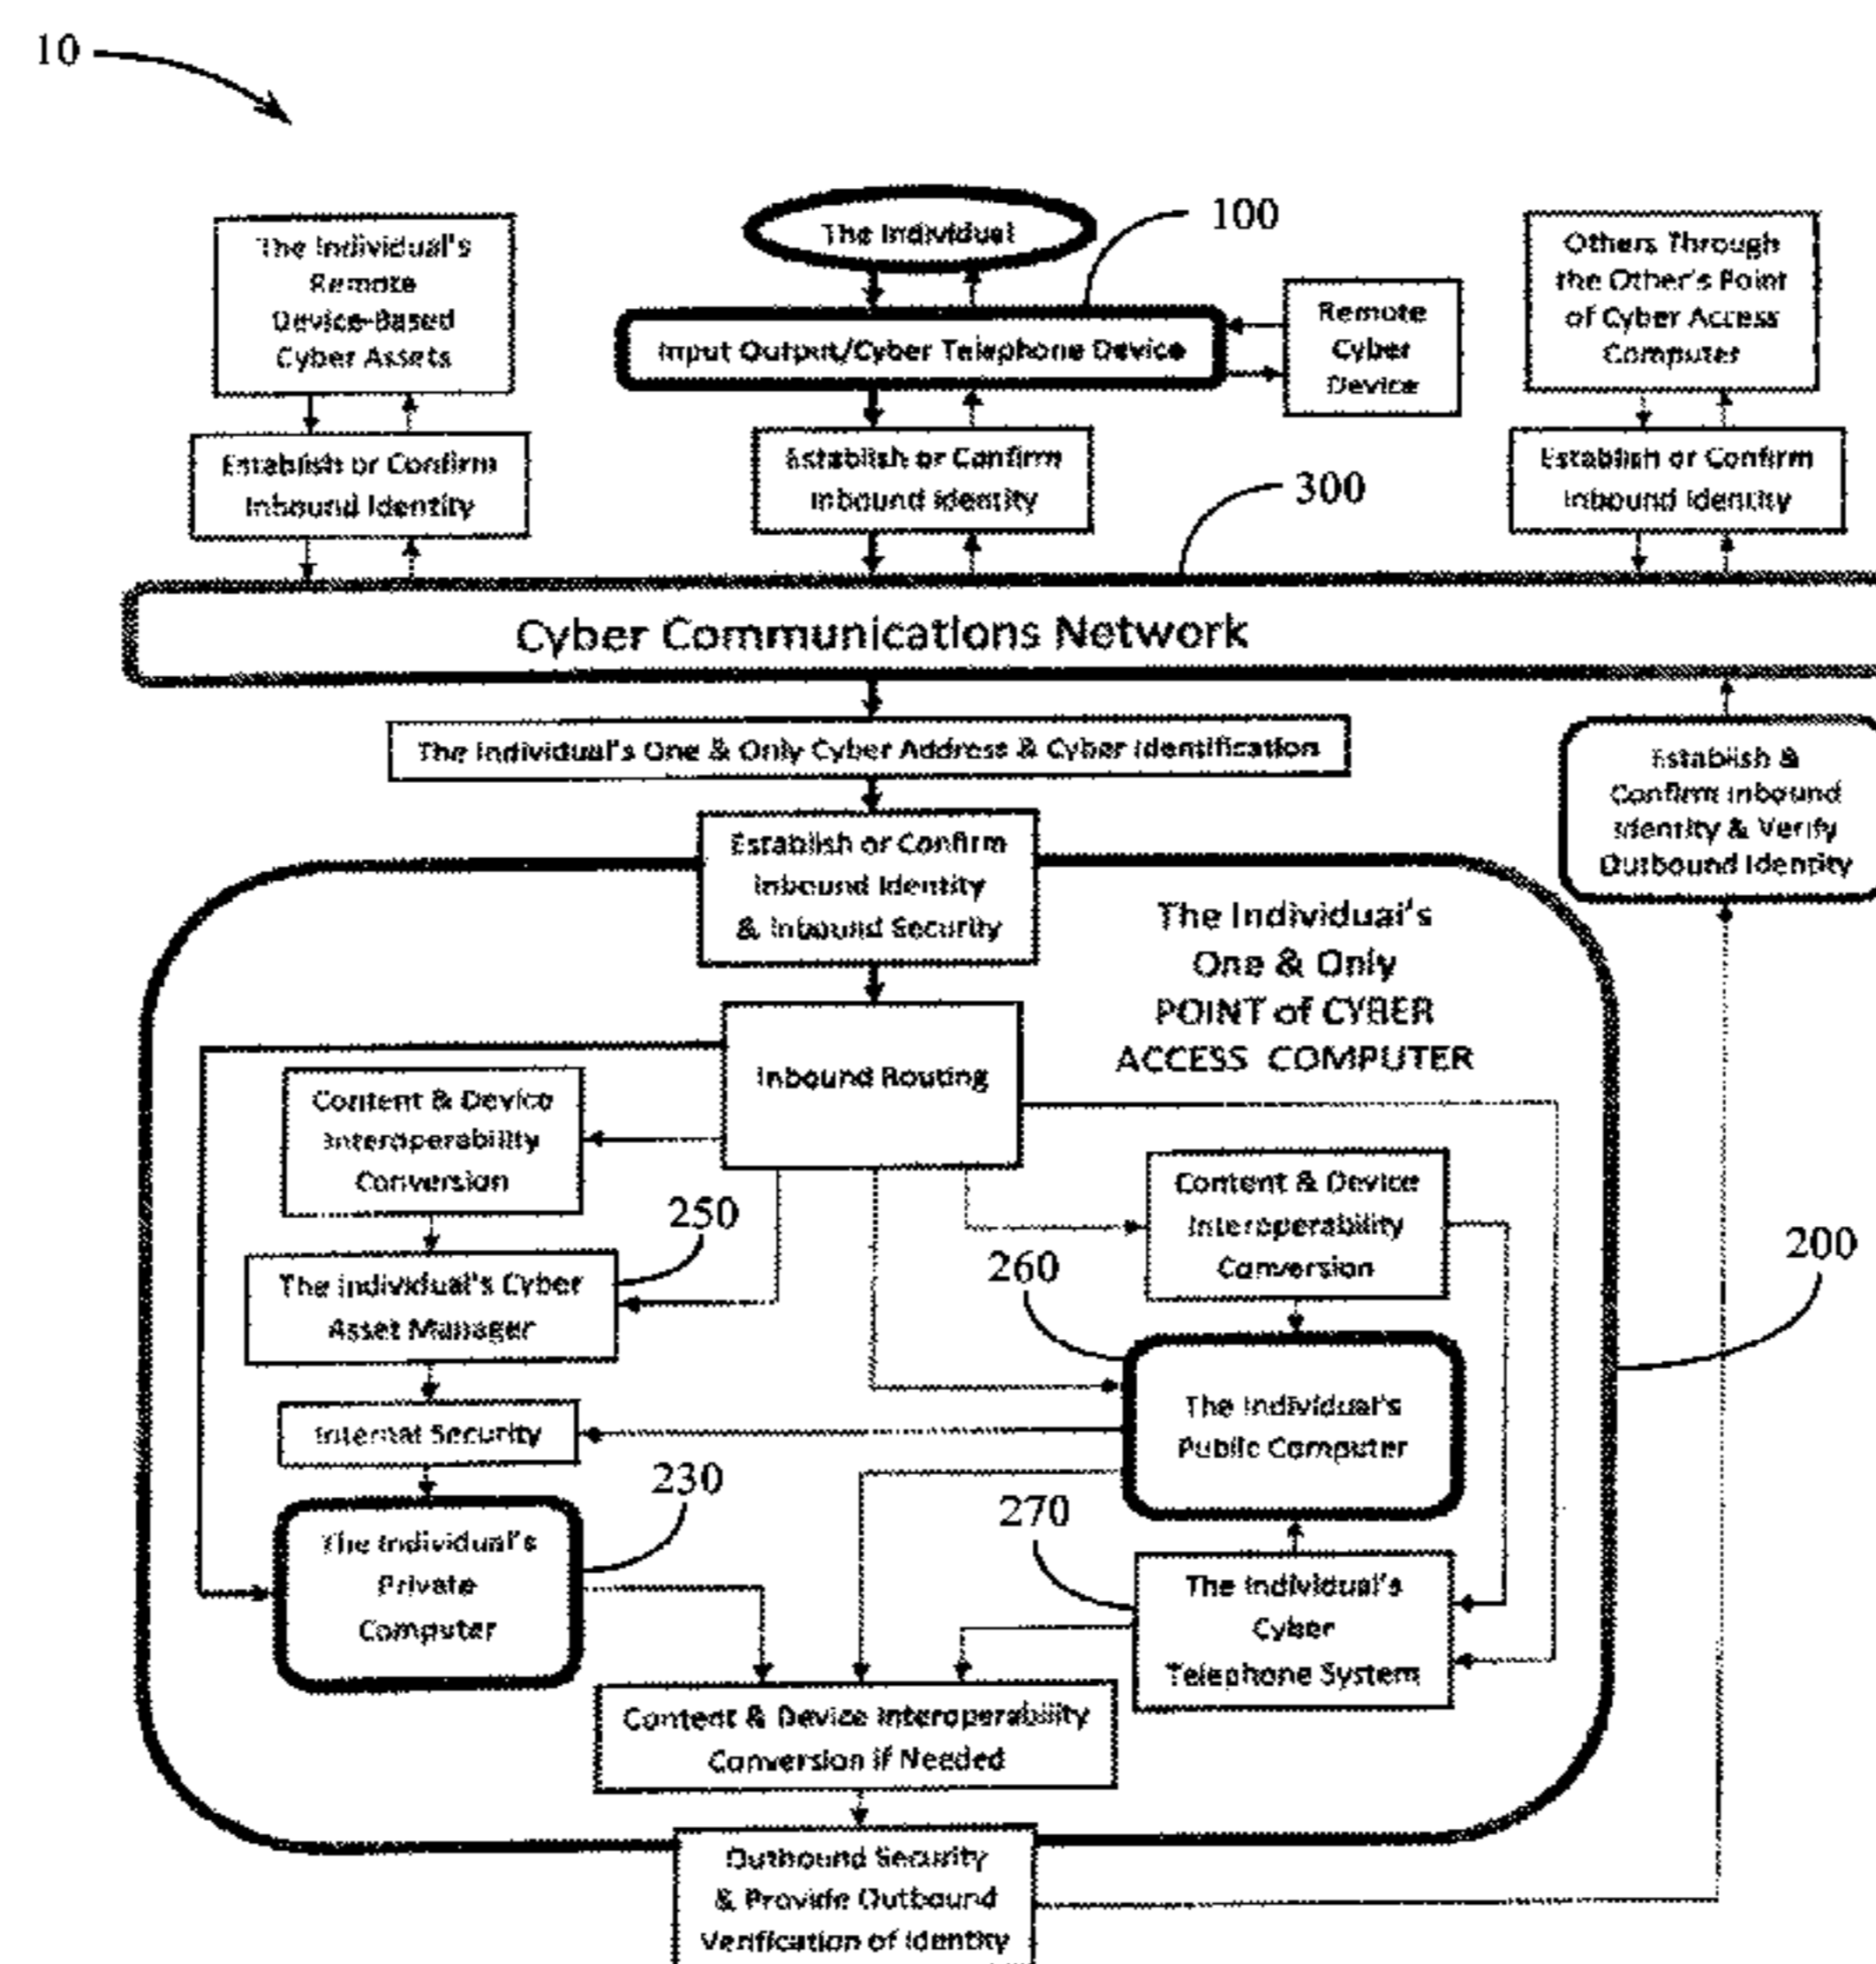 10
The Individual
100
The Individual's
Remote
Device-Based
Cyber Assets
Input Output/Cyber Telephone Device
Remote
Cyber
Device
Others Through
the Other's Point
of Cyber Access
Computer
Establish or Confirm
Inbound Identity
Establish or Confirm
Inbound Identity
300
Establish or Confirm
Inbound Identity
Cyber Communications Network
The Individual's One & Only Cyber Address & Cyber Identification
Establish &
Confirm Inbound
Identity & Verify
Outbound Identity
Establish or Confirm
Inbound Identity
& Inbound Security
The Individual's
One & Only
POINT of CYBER
ACCESS COMPUTER
Inbound Routing
Content & Device
Interoperability
Conversion
Content & Device
Interoperability
Conversion
250
260
200
The Individual's Cyber
Asset Manager
The Individual's
Public Computer
Internal Security
230
270
The Individual's
Private
Computer
The Individual's
Cyber
Telephone System
Content & Device Interoperability
Conversion if Needed
Outbound Security
& Provide Outbound
Verification of Identity